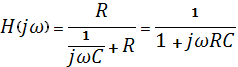 H(jω) = R / (1/(jωC) + R) = 1 / (1 + jωRC)